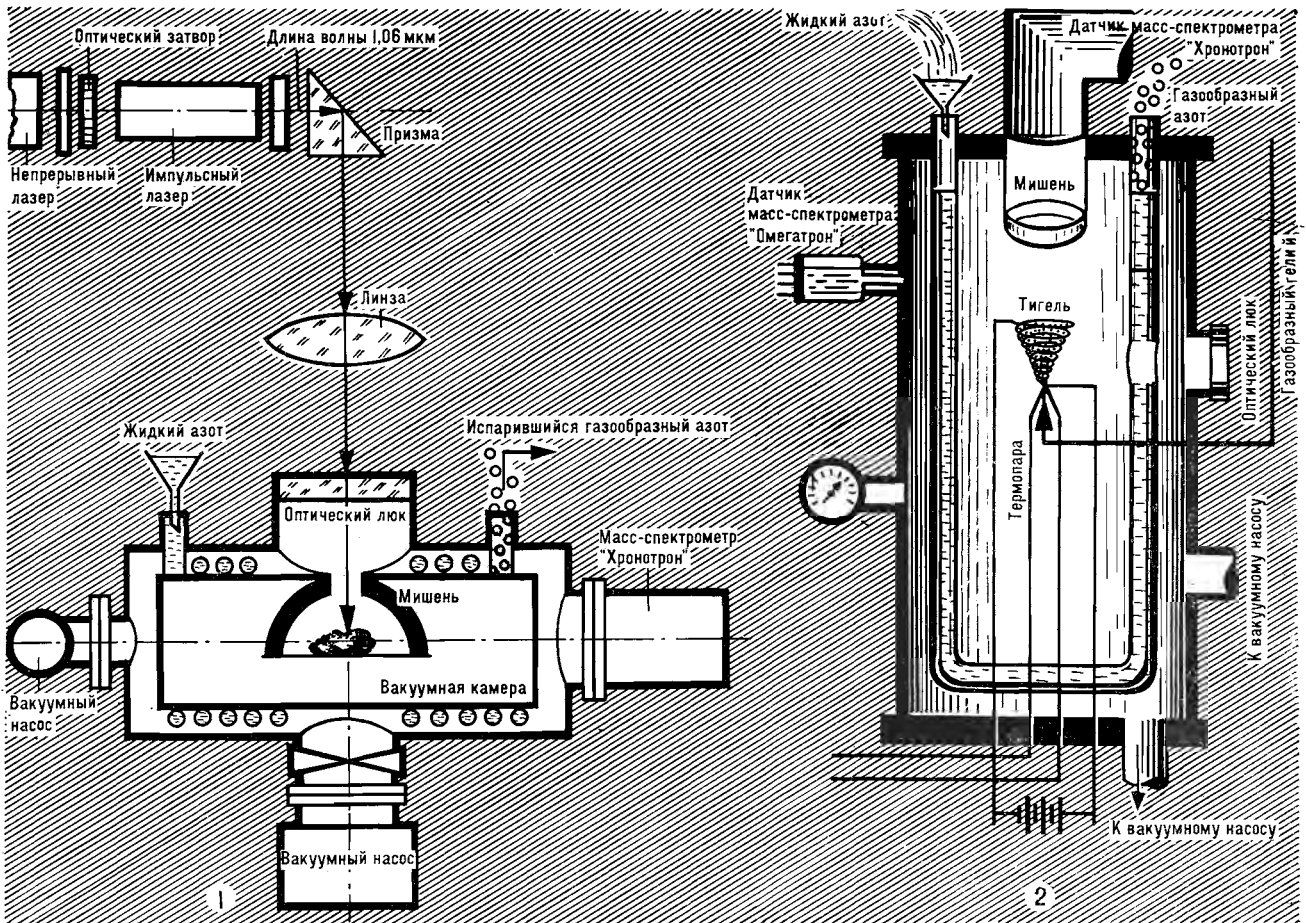 Оптический затвор
Длина волны 1,06 мкм
Призма
Непрерывный
лазер
Импульсный
лазер
Линза
Жидкий азот
Испарившийся газообразный азот
Оптический люк
Масс-спектрометр
"Хронотрон"
Мишень
Вакуумная камера
Вакуумный
насос
Вакуумный насос
1
Жидкий азот
Датчик масс-спектрометра
"Хронотрон"
Газообразный
азот
Мишень
Датчик
масс-спектрометра
"Омегатрон"
Тигель
Оптический люк
Газообразный гелий
Термопара
К вакуумному насосу
К вакуумному насосу
2